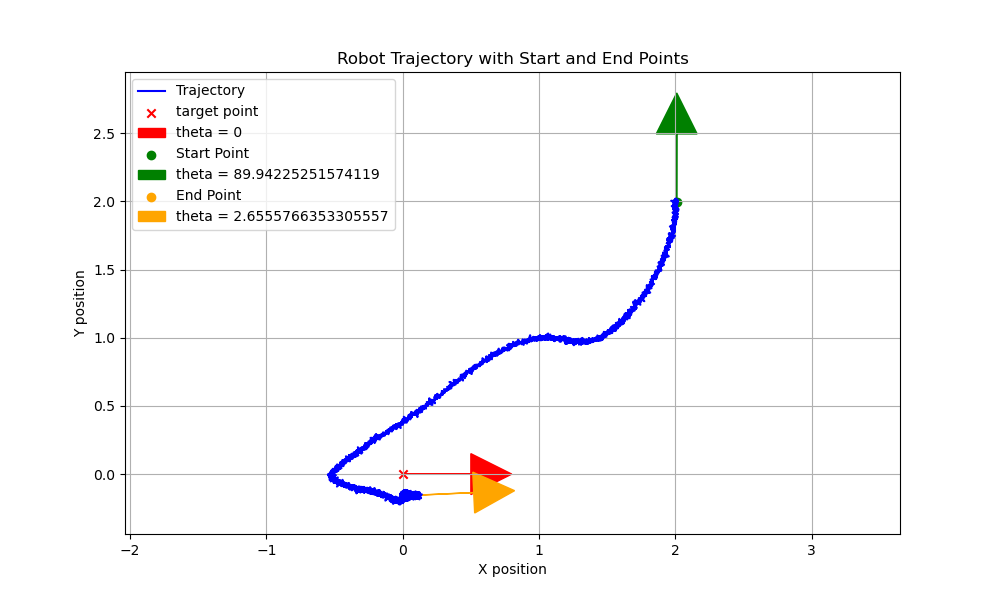 Robot Trajectory with Start and End Points
Trajectory
target point
theta = 0
Start Point
theta = 89.94225251574119
End Point
theta = 2.6555766353305557
Y position
2.5
2.0
1.5
1.0
0.5
0.0
−2
−1
0
1
2
3
X position